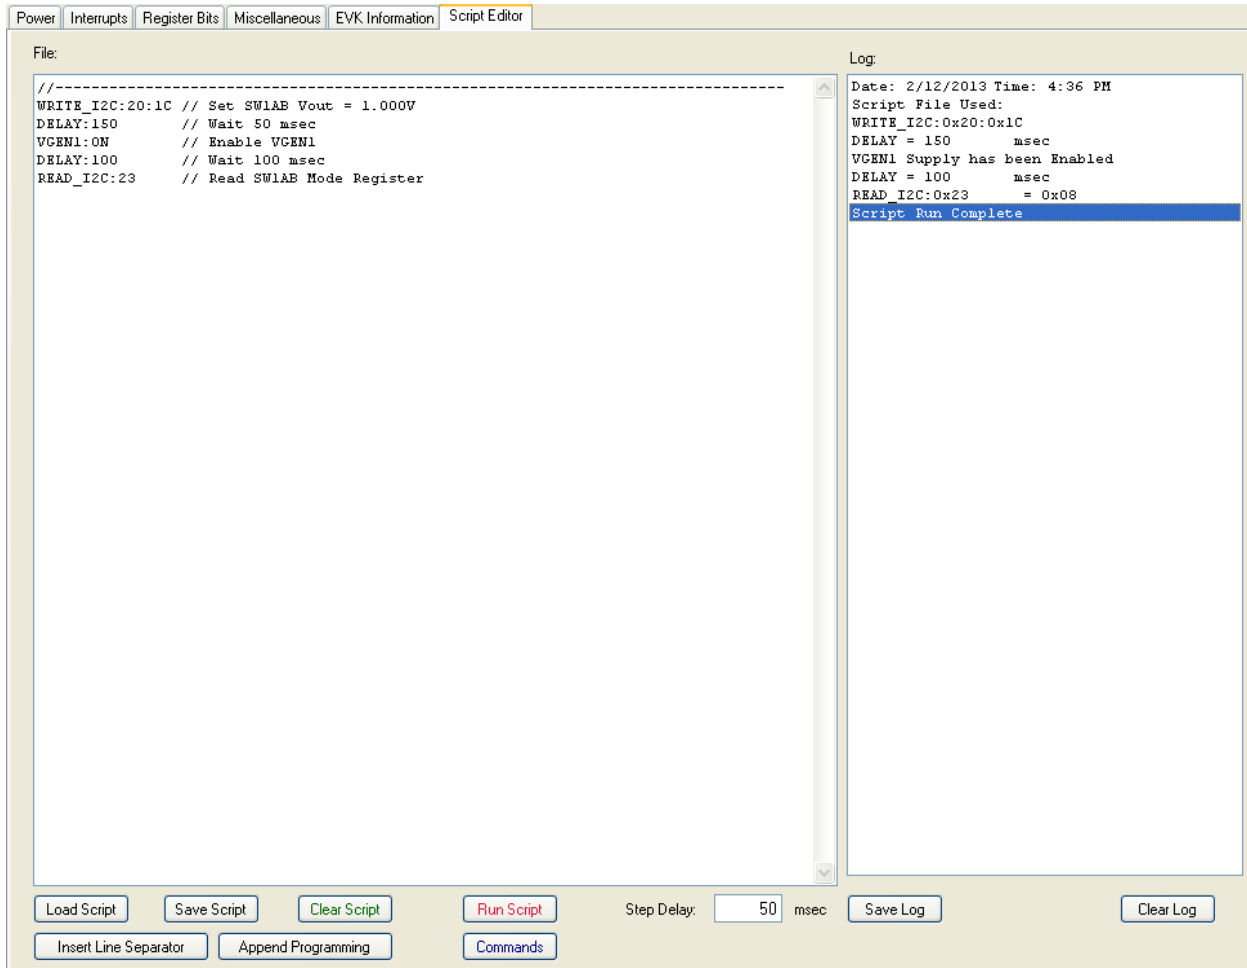 Power Interrupts Register Bits Miscellaneous EVK Information Script Editor
File:
//---------------------------------------------------------------------------------
WRITE_I2C:20:1C // Set SW1AB Vout = 1.000V
DELAY:150 // Wait 50 msec
VGEN1:ON // Enable VGEN1
DELAY:100 // Wait 100 msec
READ_I2C:23 // Read SW1AB Mode Register
Log:
Date: 2/12/2013 Time: 4:36 PM
Script File Used:
WRITE_I2C:0x20:0x1C
DELAY = 150 msec
VGEN1 Supply has been Enabled
DELAY = 100 msec
READ_I2C:0x23 = 0x08
Script Run Complete
Load Script Save Script Clear Script Run Script Step Delay: 50 msec Save Log Clear Log
Insert Line Separator Append Programming Commands